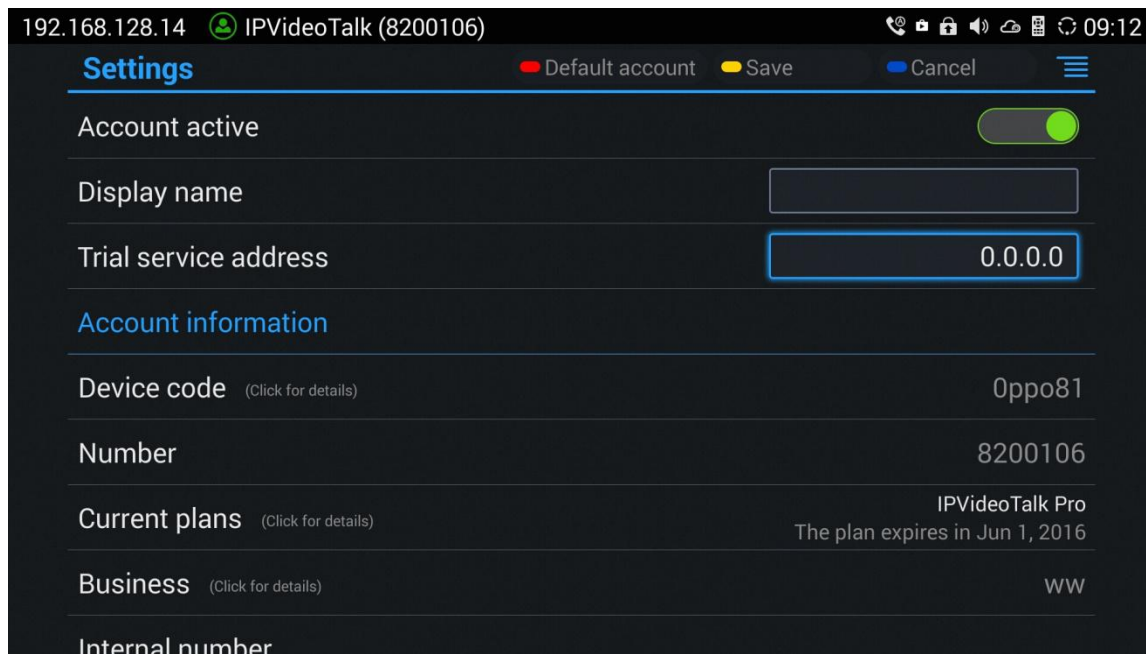 192.168.128.14 IPVideoTalk (8200106) 09:12
Settings Default account Save Cancel
Account active
Display name
Trial service address 0.0.0.0
Account information
Device code (Click for details) 0ppo81
Number 8200106
Current plans (Click for details) IPVideoTalk Pro
The plan expires in Jun 1, 2016
Business (Click for details) ww
Internal number